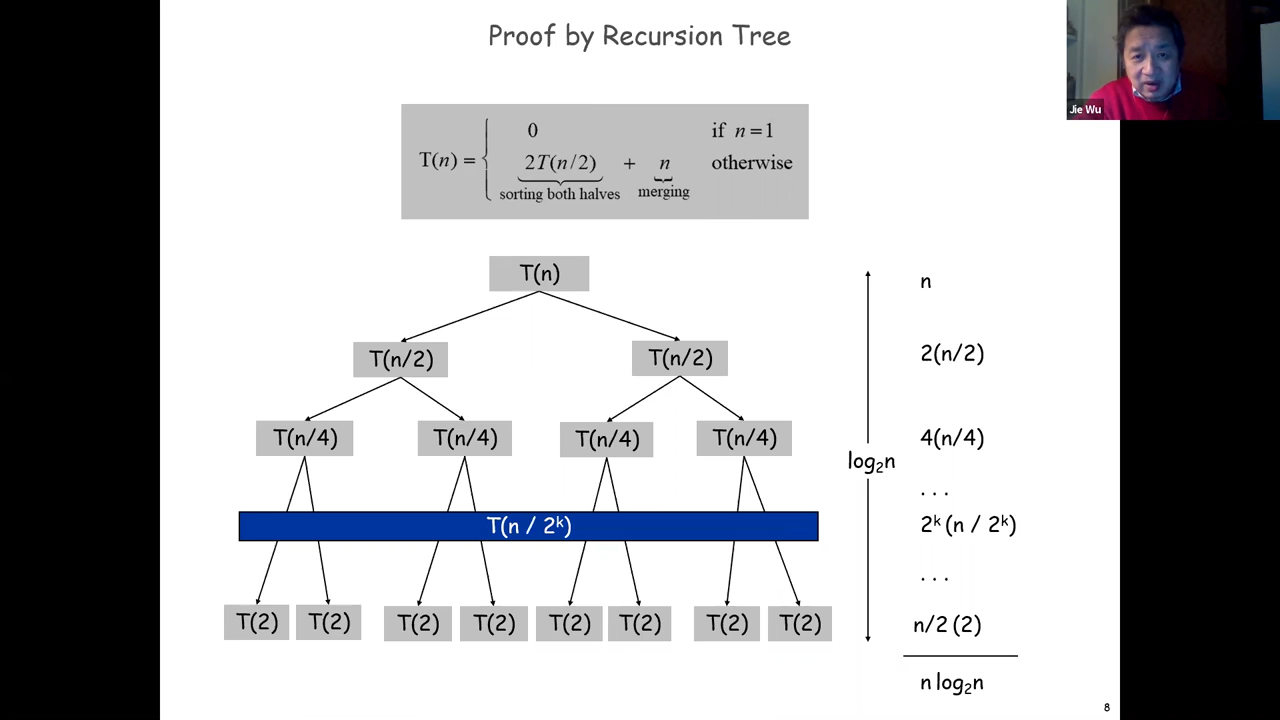 Proof by Recursion Tree
Jie Wu
T(n) = { 0 if n = 1
2T(n/2) + n otherwise
sorting both halves merging
T(n) n
T(n/2) T(n/2) 2(n/2)
T(n/4) T(n/4) T(n/4) T(n/4) 4(n/4)
log₂n
. . .
T(n / 2ᵏ) 2ᵏ (n / 2ᵏ)
. . .
T(2) T(2) T(2) T(2) T(2) T(2) T(2) T(2) n/2 (2)
n log₂n
8